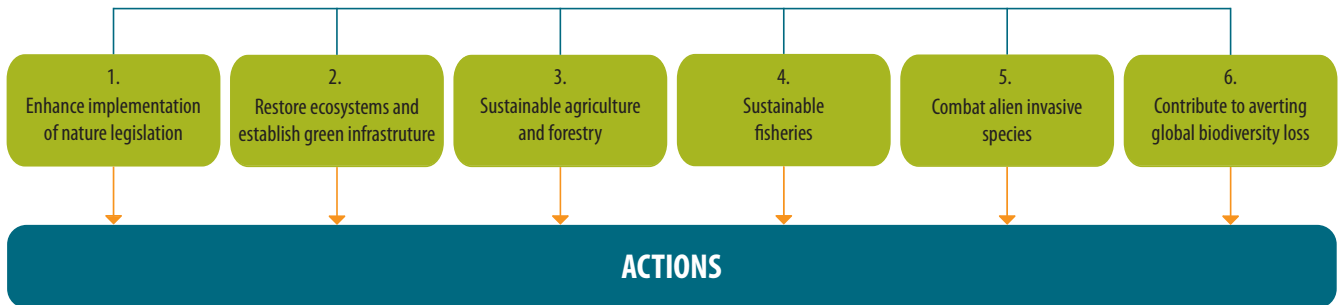 1.
Enhance implementation
of nature legislation
2.
Restore ecosystems and
establish green infrastruture
3.
Sustainable agriculture
and forestry
4.
Sustainable
fisheries
5.
Combat alien invasive
species
6.
Contribute to averting
global biodiversity loss
ACTIONS